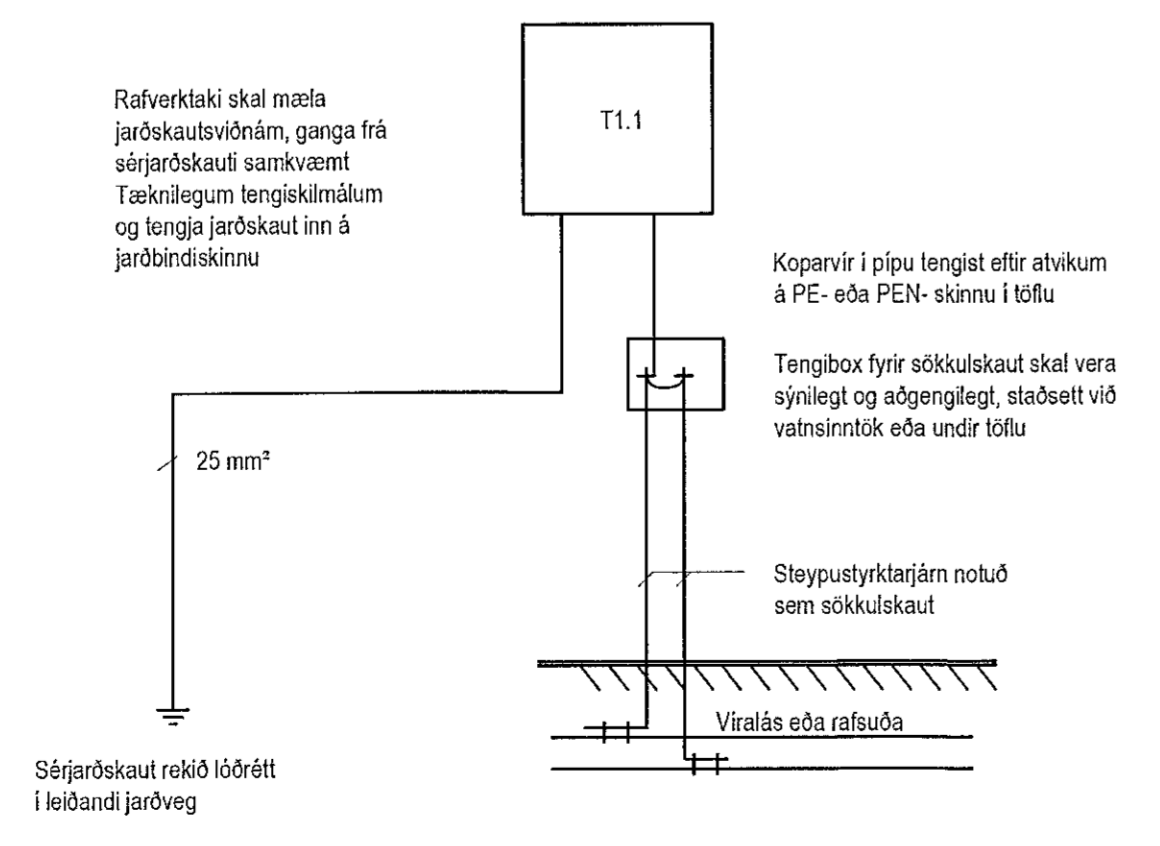 Rafverktaki skal mæla
jarðskautsviðnám, ganga frá
sérjarðskauti samkvæmt
Tæknilegum tengiskilmálum
og tengja jarðskaut inn á
jarðbindiskinnu
T1.1
Koparvír í pípu tengist eftir atvikum
á PE- eða PEN- skinnu í töflu
Tengibox fyrir sökkulskaut skal vera
sýnilegt og aðgengilegt, staðsett við
vatnsinntök eða undir töflu
25 mm²
Steypustyrktarjárn notuð
sem sökkulskaut
Víralás eða rafsuða
Sérjarðskaut rekið lóðrétt
í leiðandi jarðveg